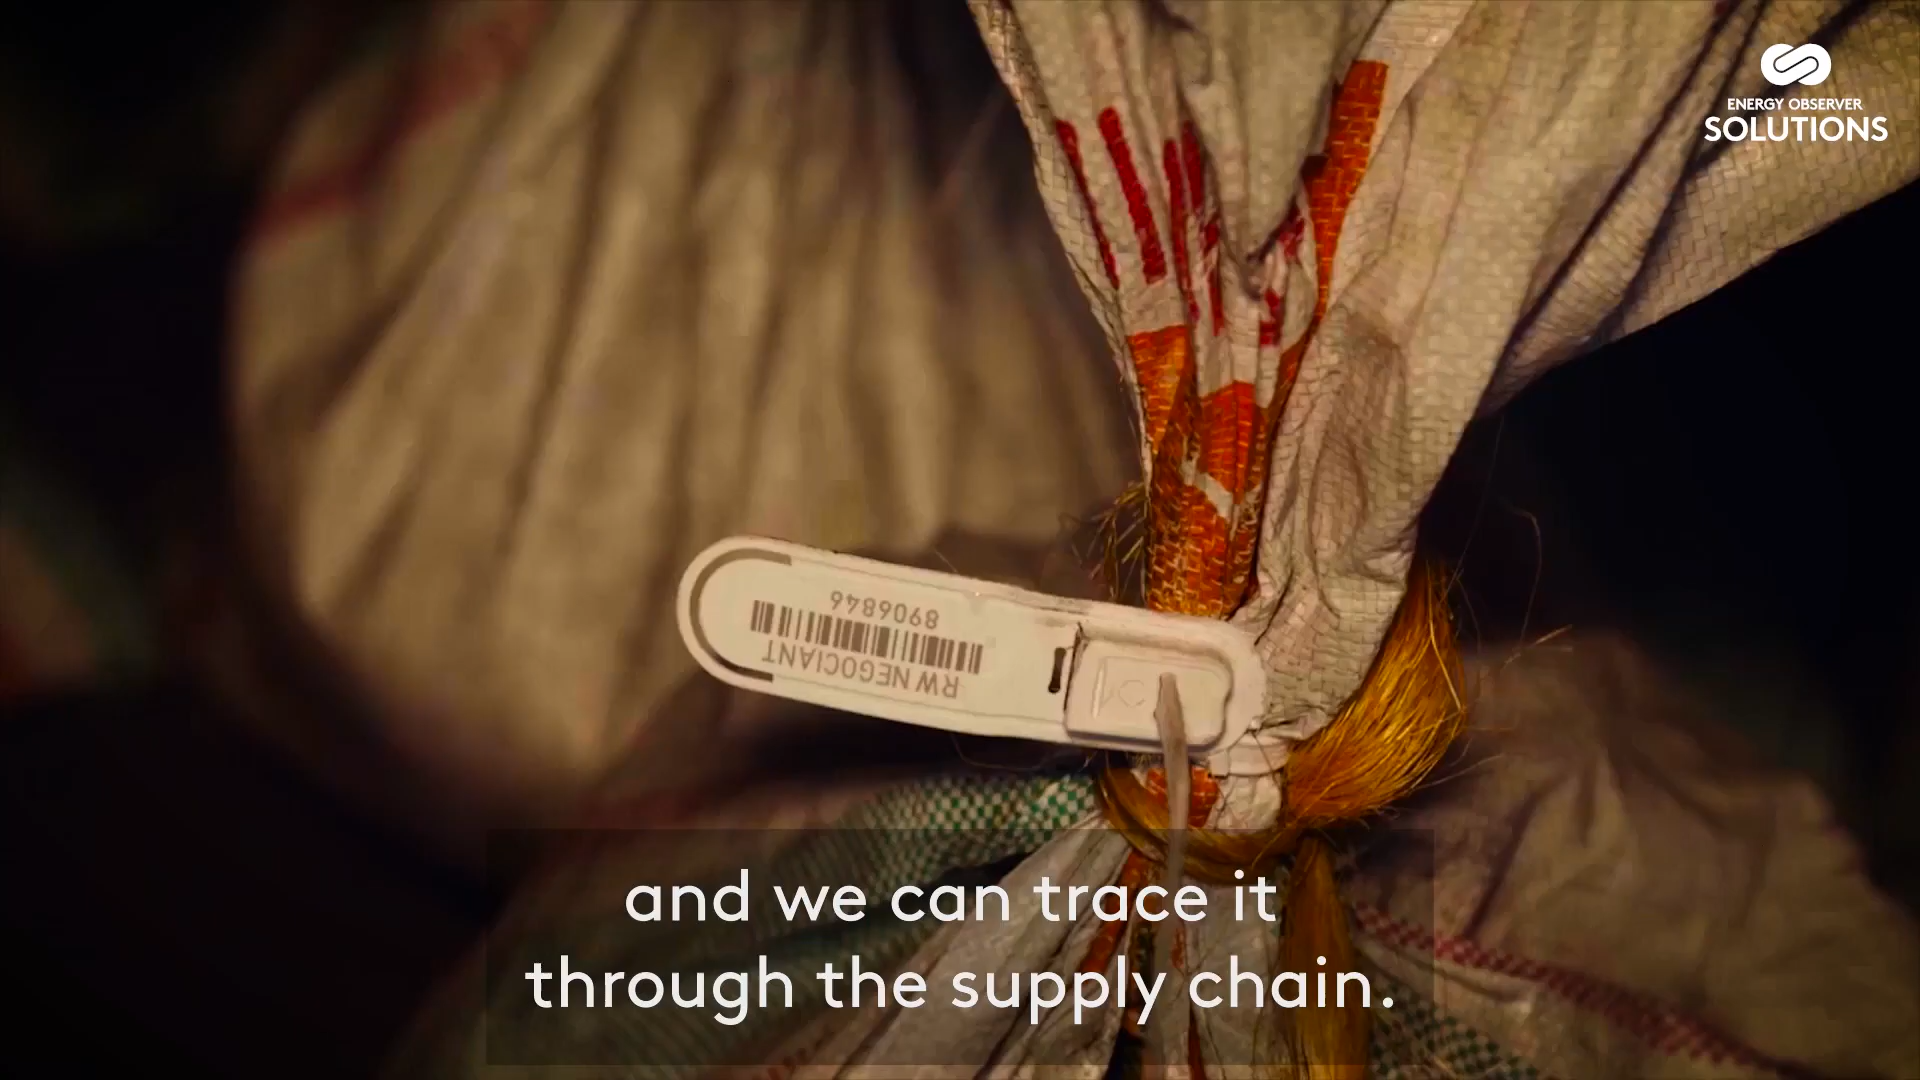 ENERGY OBSERVER
SOLUTIONS
RW NEGOCIANT
8906846
and we can trace it
through the supply chain.